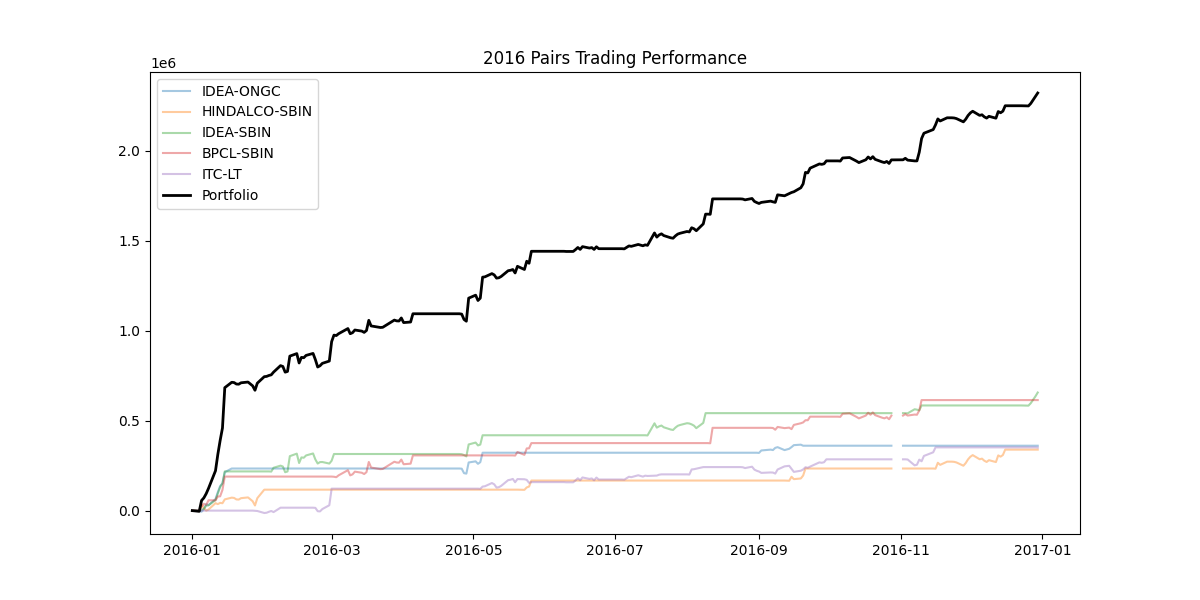 2016 Pairs Trading Performance
1e6
IDEA-ONGC
HINDALCO-SBIN
IDEA-SBIN
BPCL-SBIN
ITC-LT
Portfolio
2.0
1.5
1.0
0.5
0.0
2016-01 2016-03 2016-05 2016-07 2016-09 2016-11 2017-01